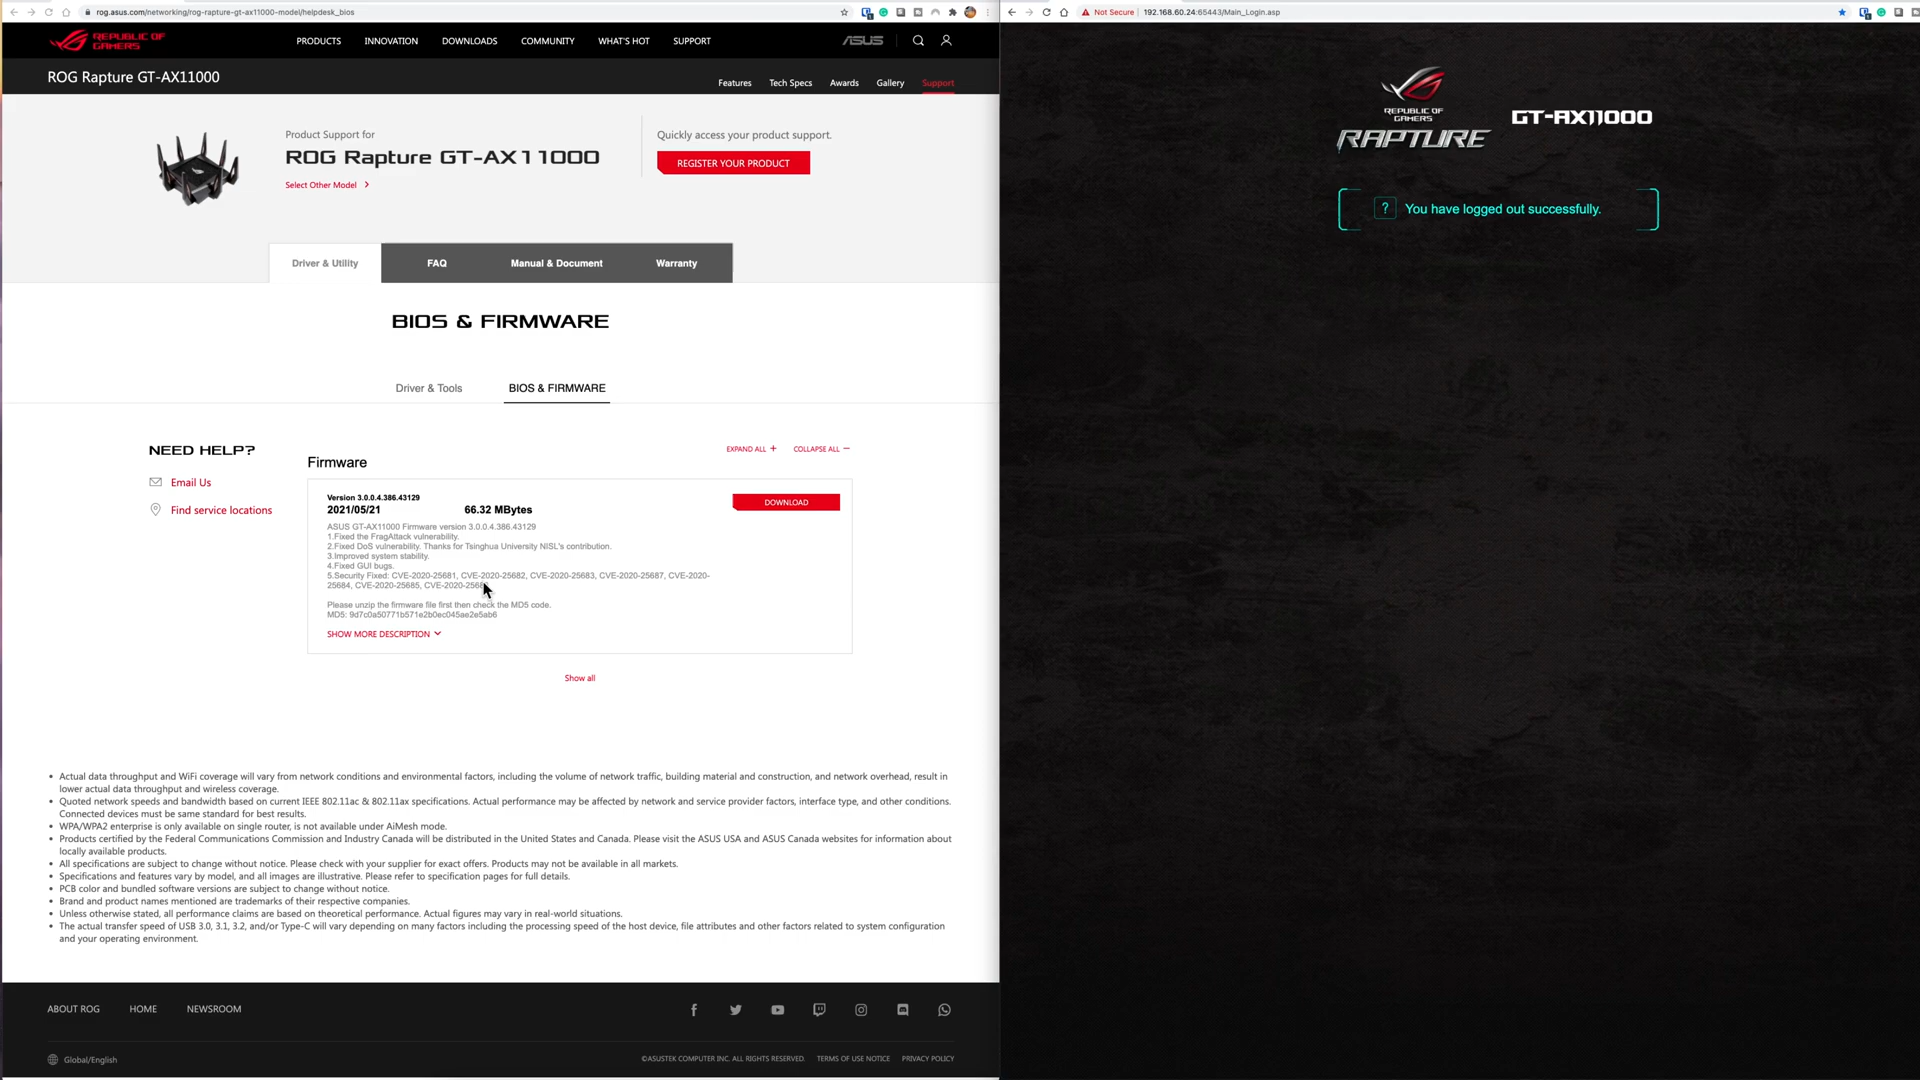 rog.asus.com/networking/rog-rapture-gt-ax11000-model/helpdesk_bios
REPUBLIC OF
GAMERS
PRODUCTS INNOVATION DOWNLOADS COMMUNITY WHAT'S HOT SUPPORT
ASUS
ROG Rapture GT-AX11000
Features Tech Specs Awards Gallery Support
Product Support for
ROG Rapture GT-AX11000
Select Other Model
Quickly access your product support.
REGISTER YOUR PRODUCT
Driver & Utility FAQ Manual & Document Warranty
BIOS & FIRMWARE
Driver & Tools BIOS & FIRMWARE
NEED HELP?
Email Us
Find service locations
EXPAND ALL + COLLAPSE ALL −
Firmware
Version 3.0.0.4.386.43129
2021/05/21 66.32 MBytes
DOWNLOAD
ASUS GT-AX11000 Firmware version 3.0.0.4.386.43129
1.Fixed the FragAttack vulnerability.
2.Fixed DoS vulnerability. Thanks for Tsinghua University NISL's contribution.
3.Improved system stability.
4.Fixed GUI bugs.
5.Security Fixed: CVE-2020-25681, CVE-2020-25682, CVE-2020-25683, CVE-2020-25687, CVE-2020-
25684, CVE-2020-25685,
Please unzip the firmware file first then check the MD5 code.
MD5: 9d7c0a50771b571e2b0ec045ae2e5ab6
SHOW MORE DESCRIPTION
Show all
• Actual data throughput and WiFi coverage will vary from network conditions and environmental factors, including the volume of network traffic, building material and construction, and network overhead, result in
lower actual data throughput and wireless coverage.
• Quoted network speeds and bandwidth based on current IEEE 802.11ac & 802.11ax specifications. Actual performance may be affected by network and service provider factors, interface type, and other conditions.
Connected devices must be same standard for best results.
• WPA/WPA2 enterprise is only available on single router, is not available under AiMesh mode.
• Products certified by the Federal Communications Commission and Industry Canada will be distributed in the United States and Canada. Please visit the ASUS USA and ASUS Canada websites for information about
locally available products.
• All specifications are subject to change without notice. Please check with your supplier for exact offers. Products may not be available in all markets.
• Specifications and features vary by model, and all images are illustrative. Please refer to specification pages for full details.
• PCB color and bundled software versions are subject to change without notice.
• Brand and product names mentioned are trademarks of their respective companies.
• Unless otherwise stated, all performance claims are based on theoretical performance. Actual figures may vary in real-world situations.
• The actual transfer speed of USB 3.0, 3.1, 3.2, and/or Type-C will vary depending on many factors including the processing speed of the host device, file attributes and other factors related to system configuration
and your operating environment.
ABOUT ROG HOME NEWSROOM
Global/English
©ASUSTEK COMPUTER INC. ALL RIGHTS RESERVED. TERMS OF USE NOTICE PRIVACY POLICY
Not Secure 192.168.60.24:65443/Main_Login.asp
REPUBLIC OF
GAMERS
RAPTURE
GT-AX11000
? You have logged out successfully.